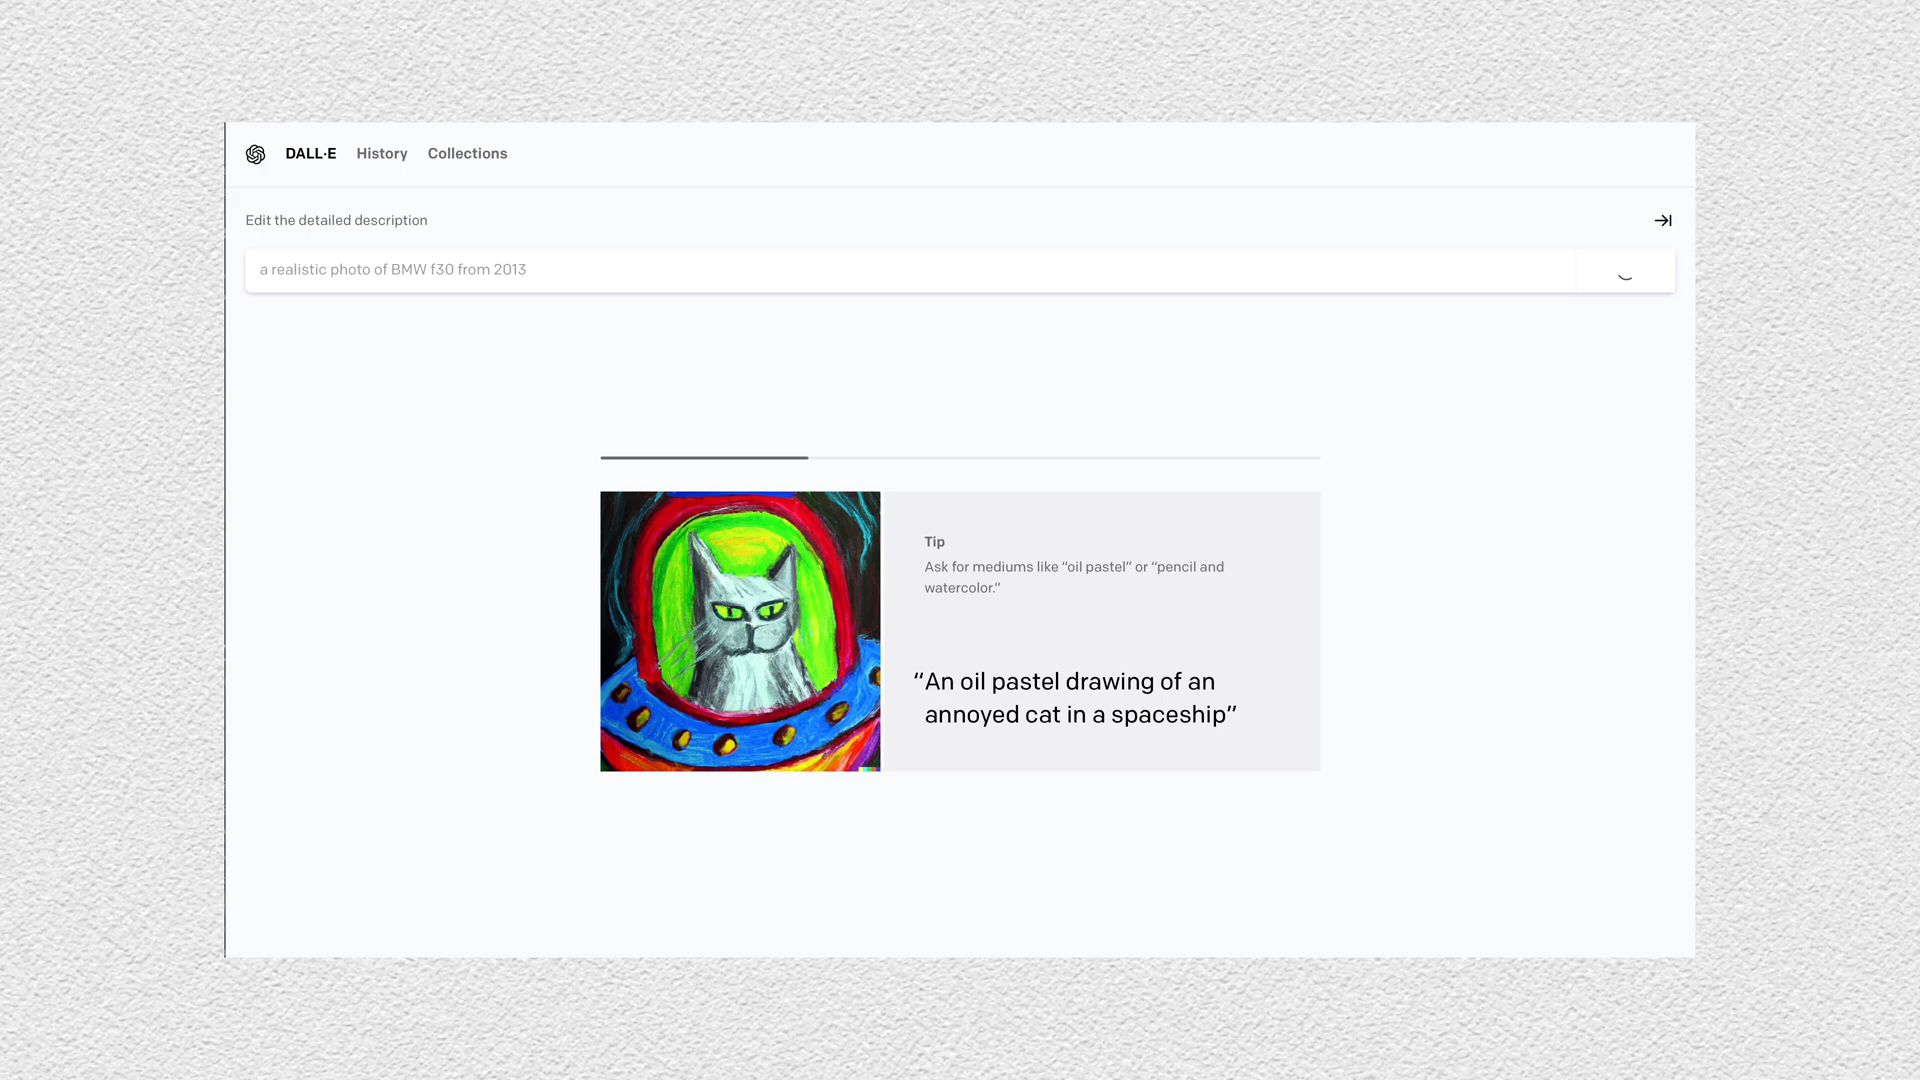 DALL·E History Collections
Edit the detailed description
a realistic photo of BMW f30 from 2013
Tip
Ask for mediums like “oil pastel” or “pencil and
watercolor.”
“An oil pastel drawing of an
annoyed cat in a spaceship”